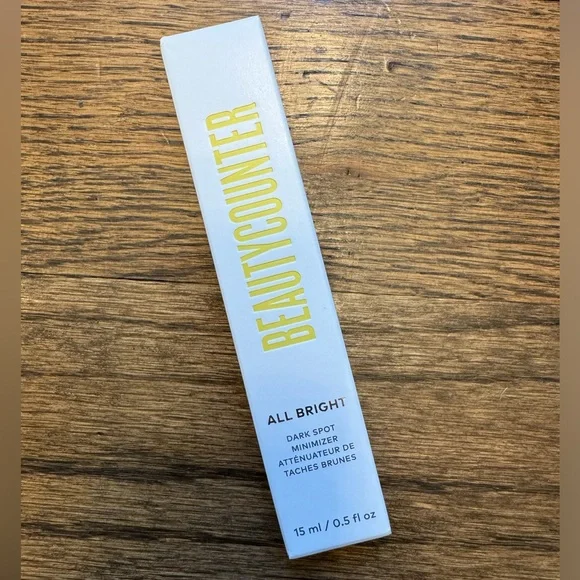 BEAUTYCOUNTER
ALL BRIGHT
DARK SPOT
MINIMIZER
ATTÉNUATEUR DE
TACHES BRUNES
15 ml / 0.5 fl oz